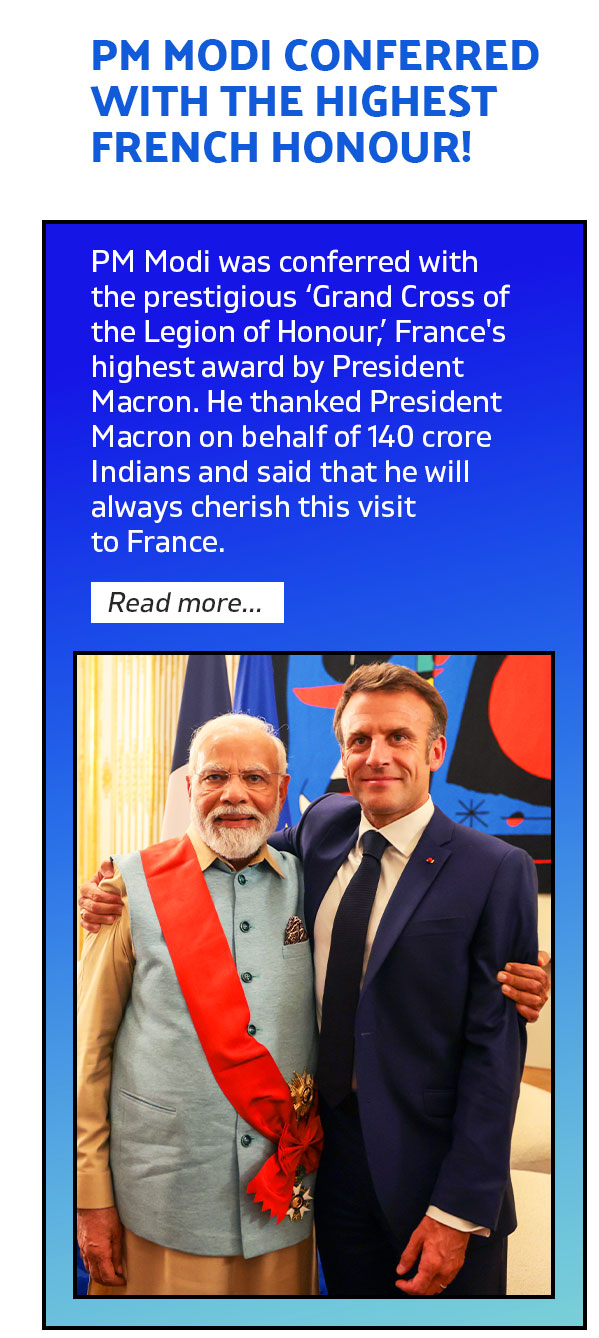 PM MODI CONFERRED
WITH THE HIGHEST
FRENCH HONOUR!
PM Modi was conferred with
the prestigious ‘Grand Cross of
the Legion of Honour,’ France's
highest award by President
Macron. He thanked President
Macron on behalf of 140 crore
Indians and said that he will
always cherish this visit
to France.
Read more...